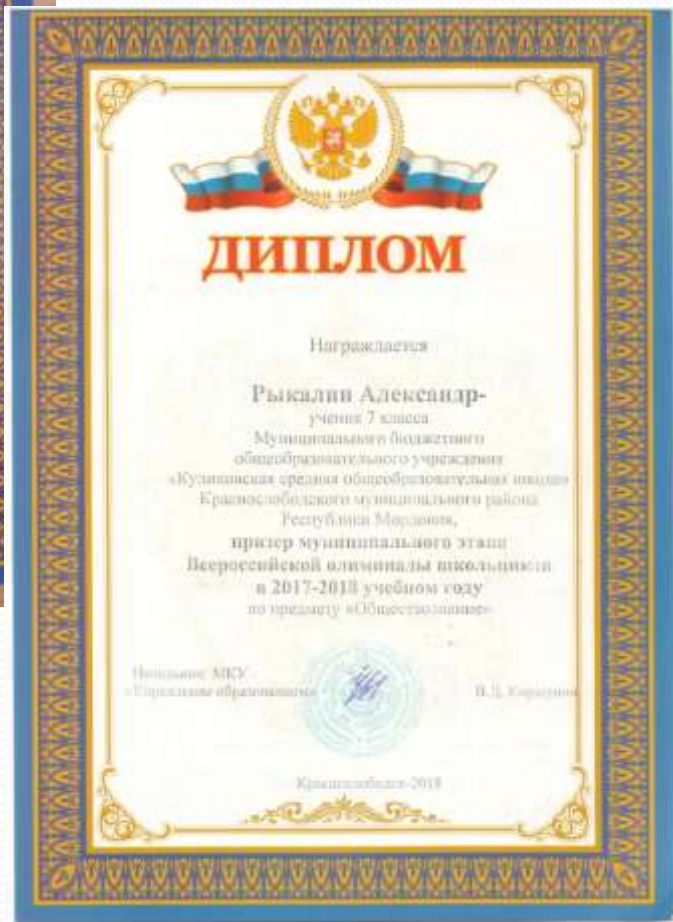 ДИПЛОМ
Награждается
Рыкалин Александр-
ученик 7 класса
Муниципального бюджетного
общеобразовательного учреждения
«Куликовская средняя общеобразовательная школа»
Краснослободского муниципального района
Республики Мордовия,
призер муниципального этапа
Всероссийской олимпиады школьников
в 2017-2018 учебном году
по предмету «Обществознание»
Начальник МКУ
«Управление образованием»
В.Д.
Краснослободск-2018